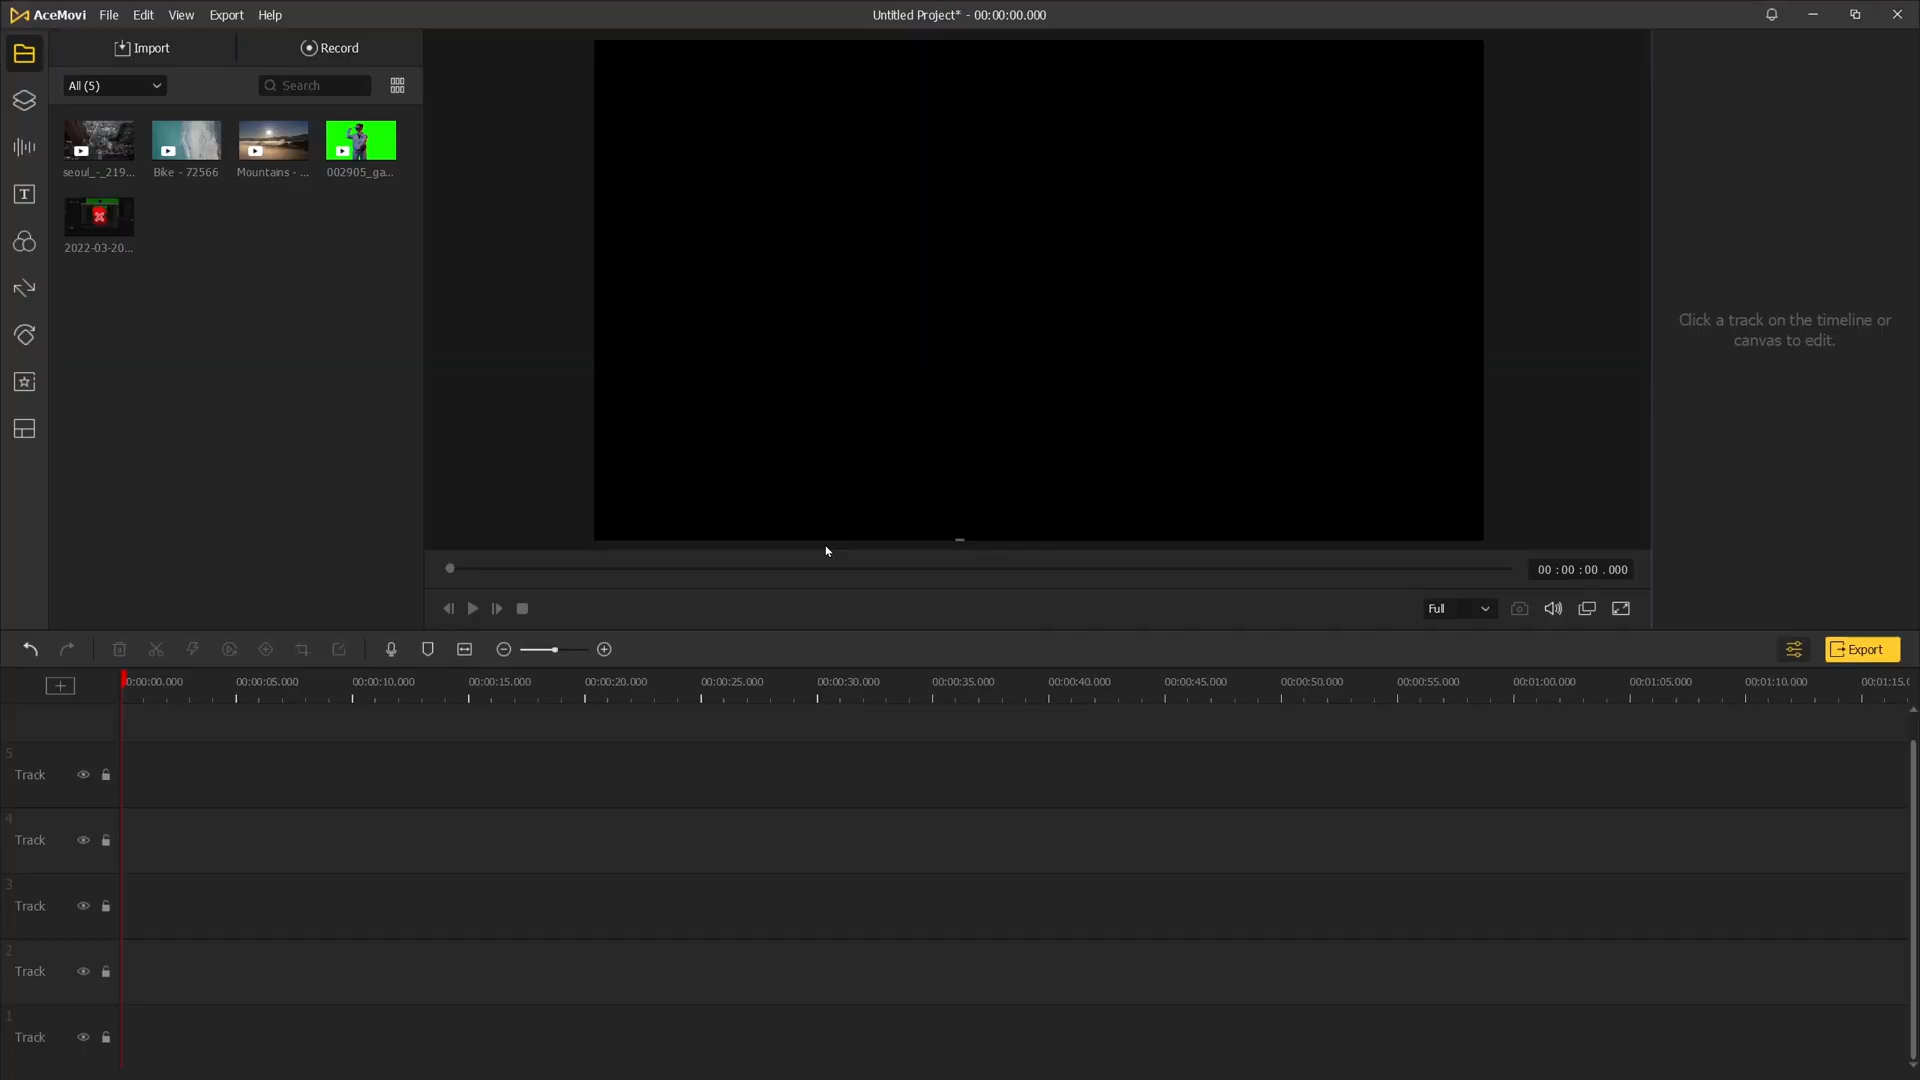 AceMovi File Edit View Export Help
Untitled Project* - 00:00:00.000
Import
Record
All (5)
Search
seoul_-_219...
Bike - 72566
Mountains - ...
002905_ga...
2022-03-20...
Click a track on the timeline or
canvas to edit.
00 : 00 : 00 . 000
Full
Export
0:00:00.000 00:00:05.000 00:00:10.000 00:00:15.000 00:00:20.000 00:00:25.000 00:00:30.000 00:00:35.000 00:00:40.000 00:00:45.000 00:00:50.000 00:00:55.000 00:01:00.000 00:01:05.000 00:01:10.000 00:01:15.0
5
Track
4
Track
3
Track
2
Track
1
Track